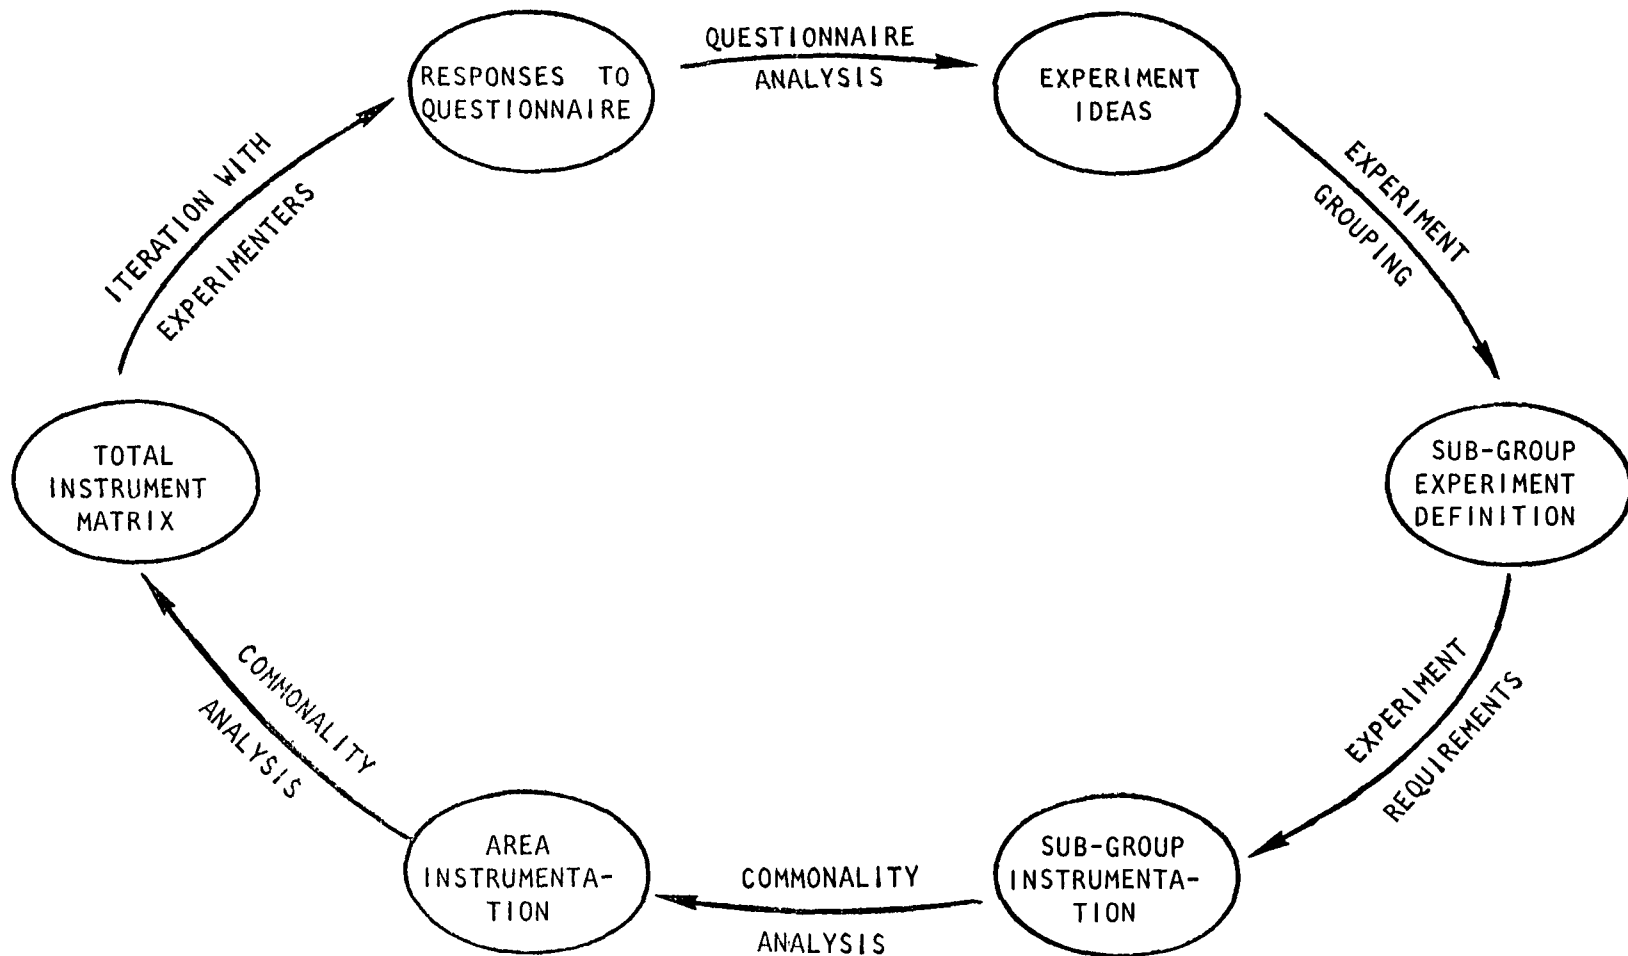 RESPONSES TO
QUESTIONNAIRE
QUESTIONNAIRE
ANALYSIS
EXPERIMENT
IDEAS
EXPERIMENT
GROUPING
SUB-GROUP
EXPERIMENT
DEFINITION
EXPERIMENT
REQUIREMENTS
SUB-GROUP
INSTRUMENTA-
TION
COMMONALITY
ANALYSIS
AREA
INSTRUMENTA-
TION
COMMONALITY
ANALYSIS
TOTAL
INSTRUMENT
MATRIX
ITERATION WITH
EXPERIMENTERS